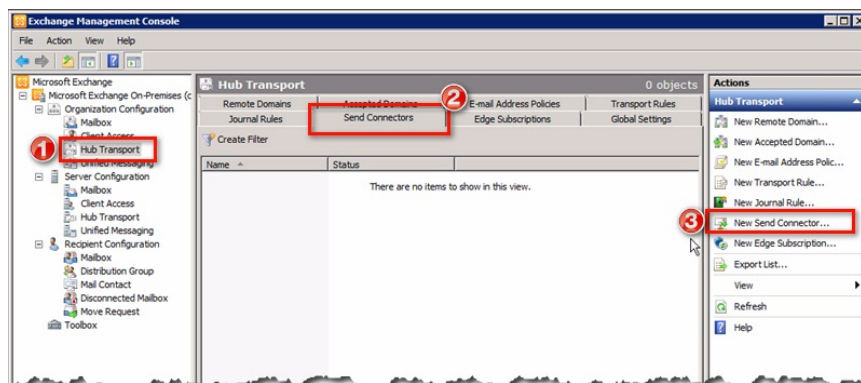 Exchange Management Console
File Action View Help
Microsoft Exchange
Microsoft Exchange On-Premises (c
Organization Configuration
Mailbox
Client Access
Hub Transport
Unified Messaging
Server Configuration
Mailbox
Client Access
Hub Transport
Unified Messaging
Recipient Configuration
Mailbox
Distribution Group
Mail Contact
Disconnected Mailbox
Move Request
Toolbox
1
Hub Transport 0 objects
Remote Domains Accepted Domains E-mail Address Policies Transport Rules
Journal Rules Send Connectors Edge Subscriptions Global Settings
2
Create Filter
Name Status
There are no items to show in this view.
Actions
Hub Transport
New Remote Domain...
New Accepted Domain...
New E-mail Address Polic...
New Transport Rule...
New Journal Rule...
3
New Send Connector...
New Edge Subscription...
Export List...
View
Refresh
Help